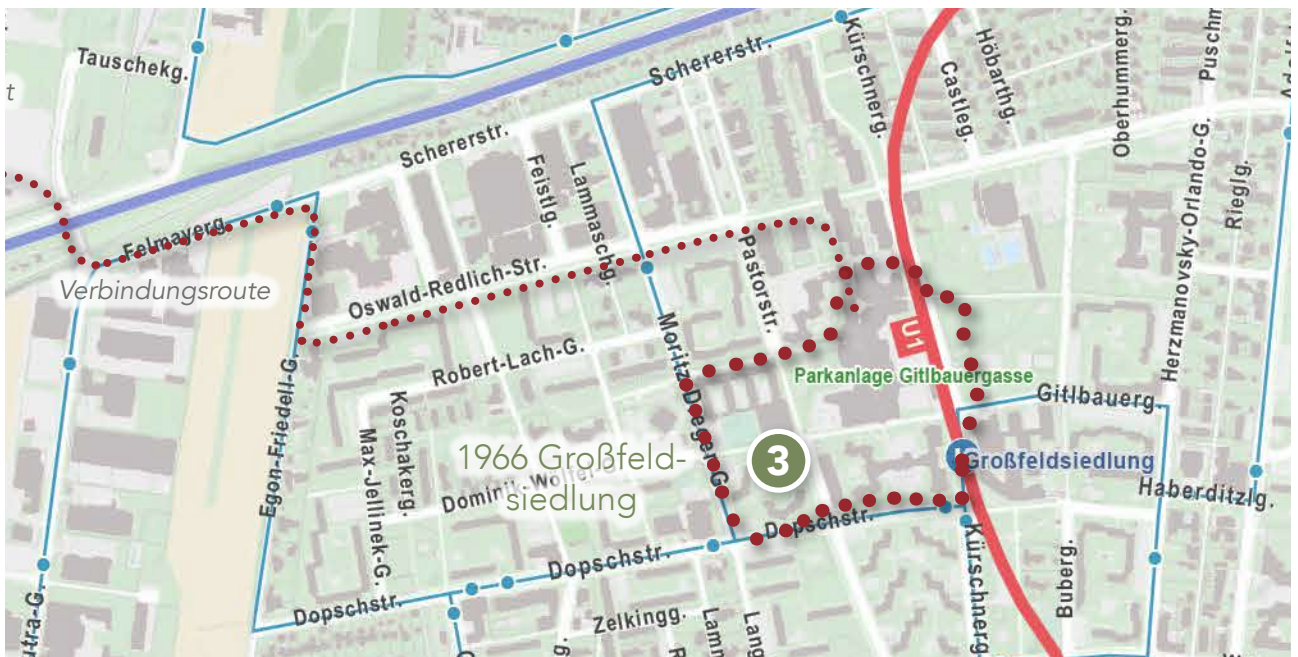 Tauschekg.
Schererstr.
Kürschnerg.
Höbarthg.
Castleg.
Oberhummerg.
Herzmanovsky-Orlando-G.
Rieglg.
Schererstr.
Feistlg.
Lammaschg.
Felmayerg.
Verbindungsroute
Oswald-Redlich-Str.
Pastorstr.
U1
Moritz-Dreger-G.
Robert-Lach-G.
Parkanlage Gitlbauergasse
Gitlbauerg.
Egon-Friedell-G.
Koschakerg.
Max-Jellinek-G.
1966 Großfeld-
siedlung
3
Großfeldsiedlung
Haberditzlg.
Dopschstr.
Dopschstr.
Dopschstr.
Kürschnerg.
Buberg.
Zelkingg.